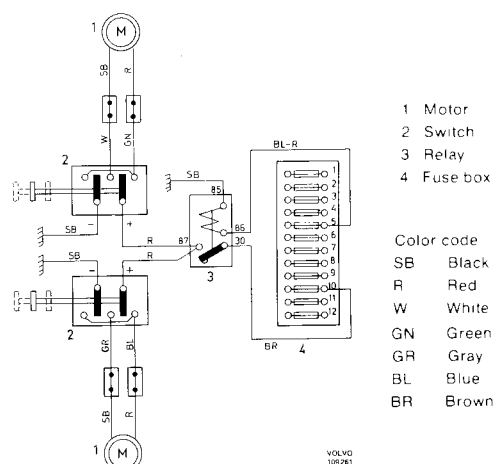 1 M
SB R
W GN
2
- +
SB R
SB R
- +
2
GR BL
SB R
1 M
SB
85
86
87 30
3
BL-R
1
2
3
4
5
6
7
8
9
10
11
12
BR 4
VOLVO
109261
1 Motor
2 Switch
3 Relay
4 Fuse box
Color code
SB Black
R Red
W White
GN Green
GR Gray
BL Blue
BR Brown